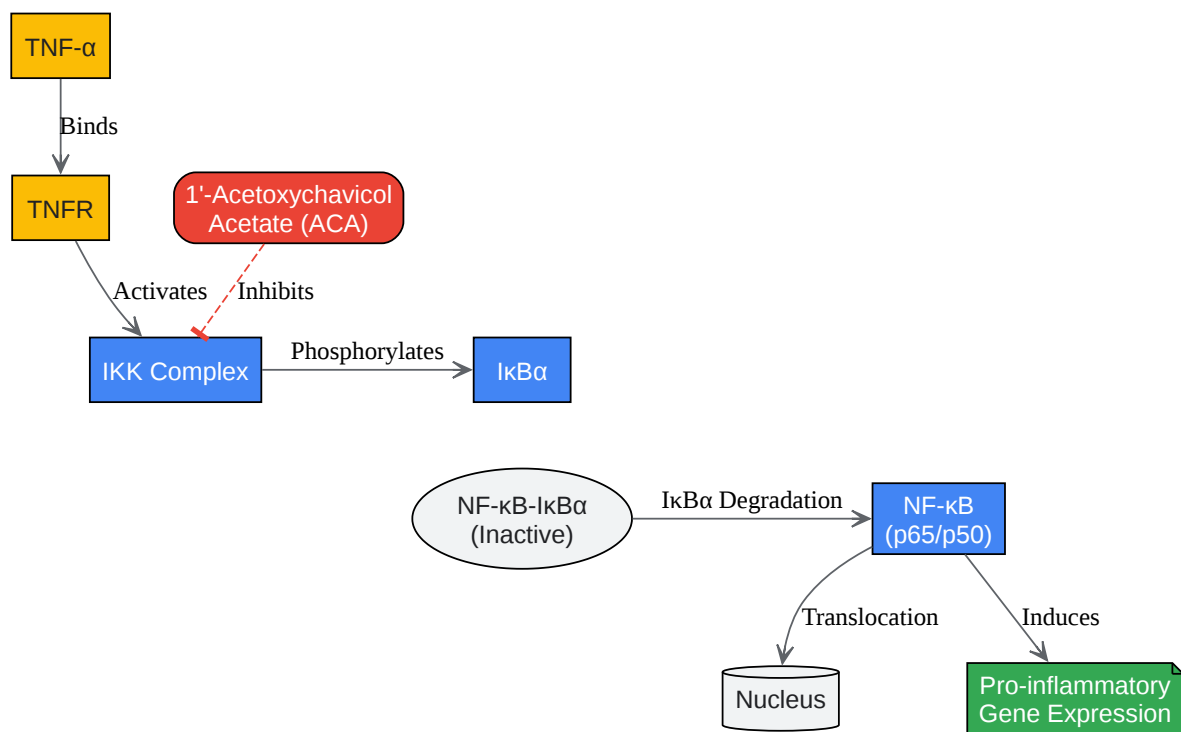 TNF-α
Binds
TNFR
1'-Acetoxychavicol
Acetate (ACA)
Activates
Inhibits
IKK Complex
Phosphorylates
IκBα
NF-κB-IκBα
(Inactive)
IκBα Degradation
NF-κB
(p65/p50)
Translocation
Induces
Nucleus
Pro-inflammatory
Gene Expression